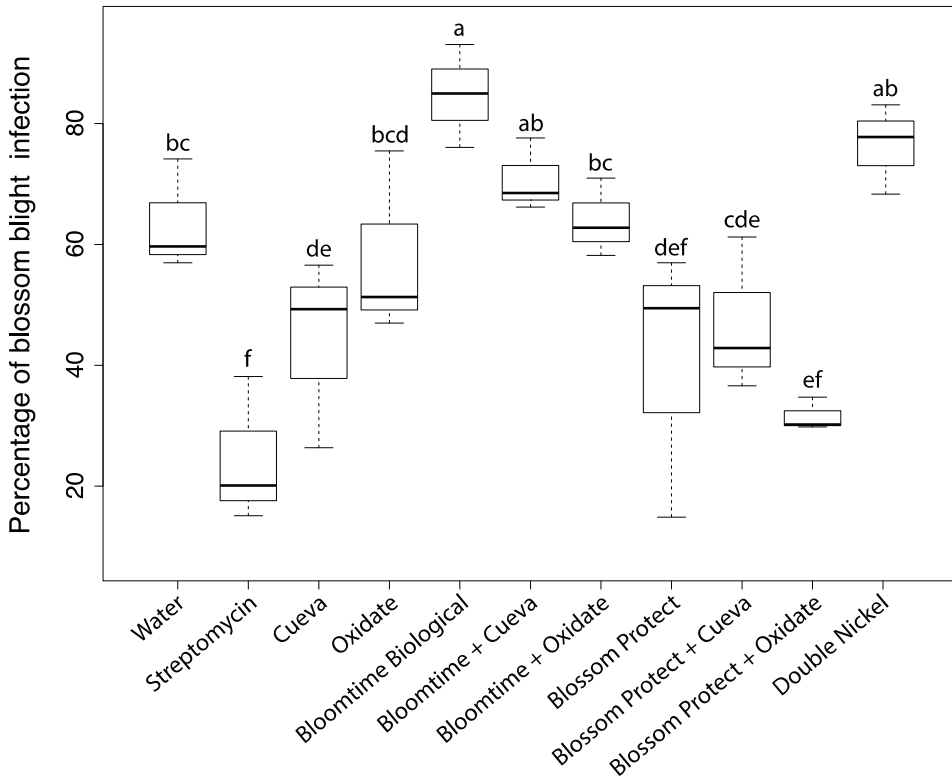 Percentage of blossom blight infection
80
60
40
20
bc
f
de
bcd
a
ab
bc
def
cde
ef
ab
Water
Streptomycin
Cueva
Oxidate
Bloomtime Biological
Bloomtime + Cueva
Bloomtime + Oxidate
Blossom Protect
Blossom Protect + Cueva
Blossom Protect + Oxidate
Double Nickel